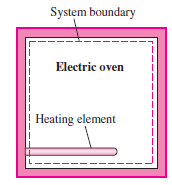 System boundary
Electric oven
Heating element